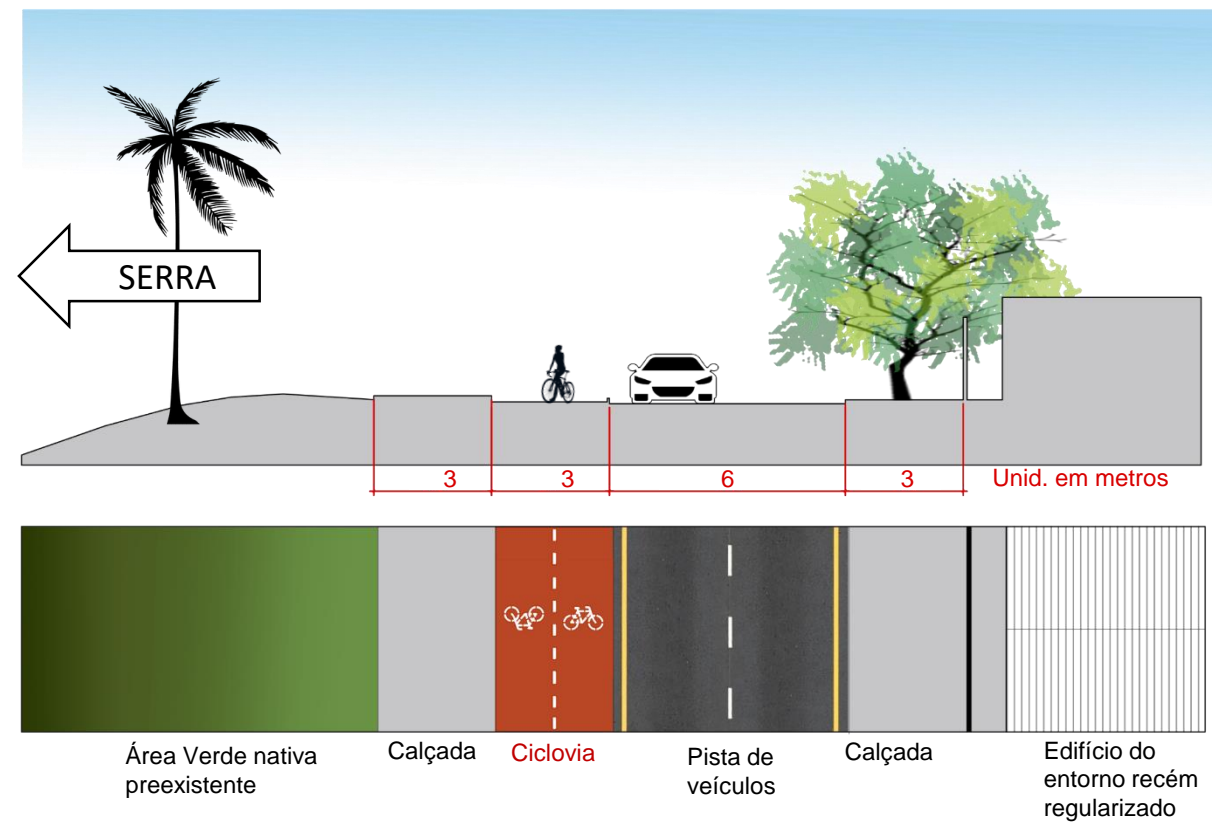 SERRA
3
3
6
3
Unid. em metros
Área Verde nativa
preexistente
Calçada
Ciclovia
Pista de
veículos
Calçada
Edifício do
entorno recém
regularizado